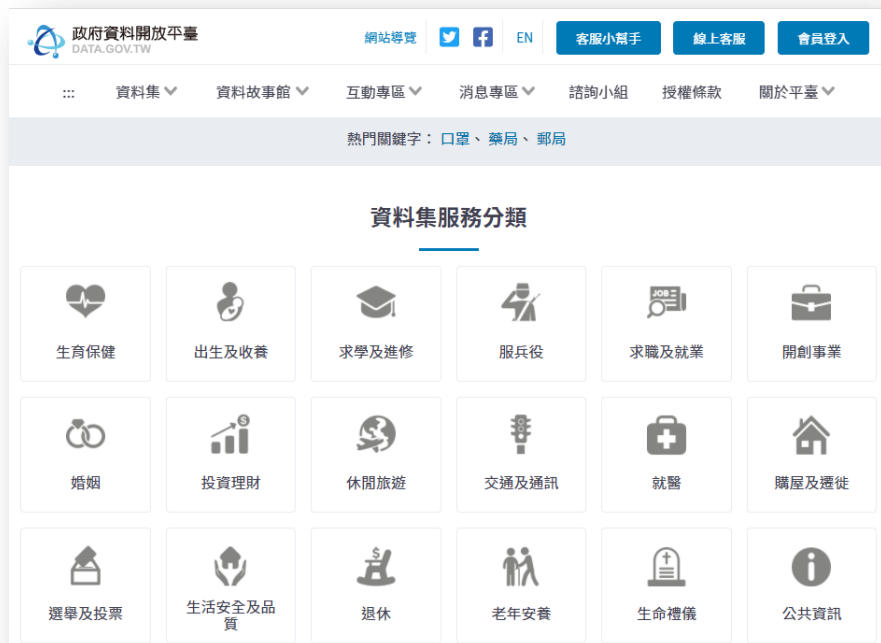 政府資料開放平臺
DATA.GOV.TW
網站導覽
EN
客服小幫手
線上客服
會員登入
:::
資料集
資料故事館
互動專區
消息專區
諮詢小組
授權條款
關於平臺
熱門關鍵字： 口罩、 藥局、 郵局
資料集服務分類
JOB
生育保健
出生及收養
求學及進修
服兵役
求職及就業
開創事業
$
婚姻
投資理財
休閒旅遊
交通及通訊
就醫
購屋及遷徙
$
選舉及投票
生活安全及品
質
退休
老年安養
生命禮儀
公共資訊